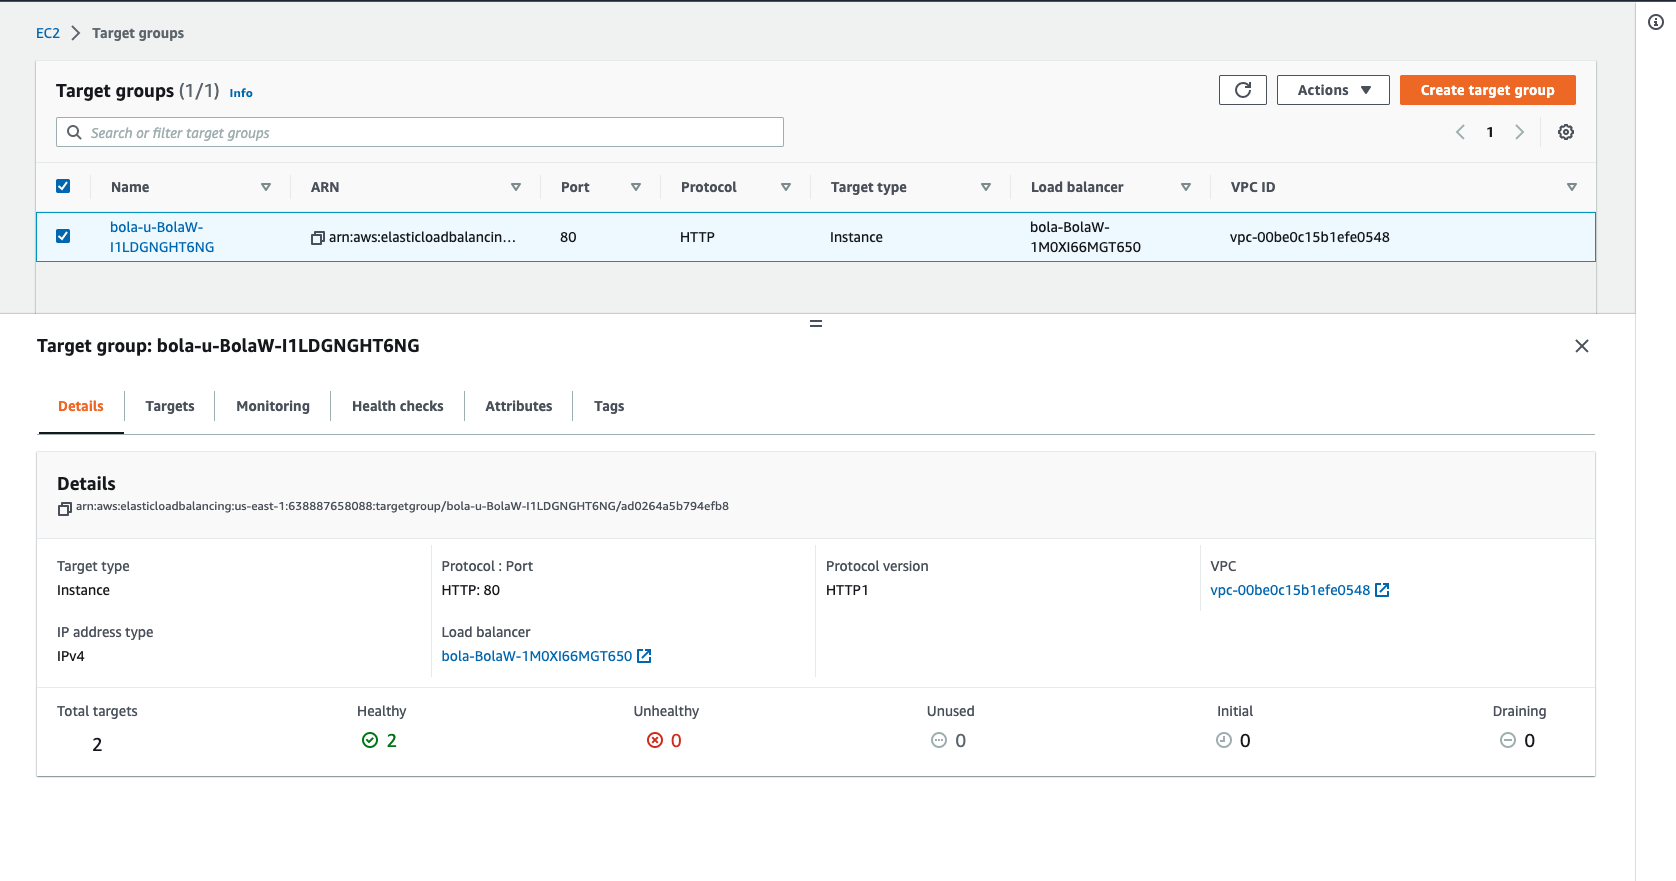 EC2 > Target groups
Target groups (1/1) Info
Actions Create target group
Search or filter target groups
1
Name ARN Port Protocol Target type Load balancer VPC ID
bola-u-BolaW-I1LDGNGHT6NG arn:aws:elasticloadbalancin... 80 HTTP Instance bola-BolaW-1M0XI66MGT650 vpc-00be0c15b1efe0548
Target group: bola-u-BolaW-I1LDGNGHT6NG
Details Targets Monitoring Health checks Attributes Tags
Details
arn:aws:elasticloadbalancing:us-east-1:638887658088:targetgroup/bola-u-BolaW-I1LDGNGHT6NG/ad0264a5b794efb8
Target type Protocol : Port Protocol version VPC
Instance HTTP: 80 HTTP1 vpc-00be0c15b1efe0548
IP address type Load balancer
IPv4 bola-BolaW-1M0XI66MGT650
Total targets Healthy Unhealthy Unused Initial Draining
2 2 0 0 0 0